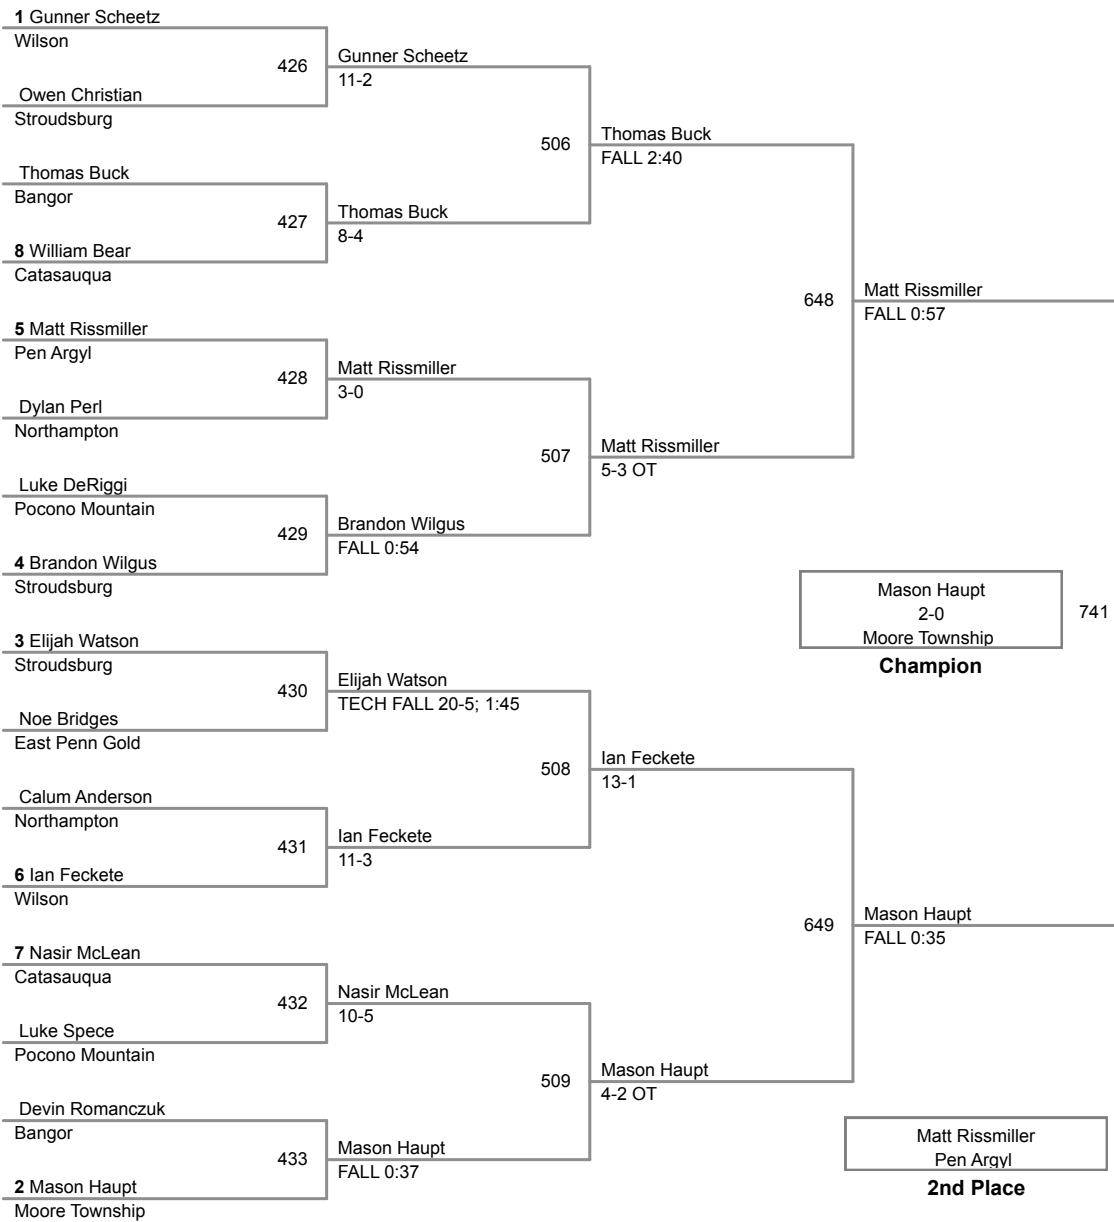 1 Gunner Scheetz
Wilson
426
Gunner Scheetz
11-2
Owen Christian
Stroudsburg
506
Thomas Buck
FALL 2:40
Thomas Buck
Bangor
427
Thomas Buck
8-4
8 William Bear
Catasauqua
648
Matt Rissmiller
FALL 0:57
5 Matt Rissmiller
Pen Argyl
428
Matt Rissmiller
3-0
Dylan Perl
Northampton
507
Matt Rissmiller
5-3 OT
Luke DeRiggi
Pocono Mountain
429
Brandon Wilgus
FALL 0:54
4 Brandon Wilgus
Stroudsburg
Mason Haupt
2-0
Moore Township
741
Champion
3 Elijah Watson
Stroudsburg
430
Elijah Watson
TECH FALL 20-5; 1:45
Noe Bridges
East Penn Gold
508
Ian Feckete
13-1
Calum Anderson
Northampton
431
Ian Feckete
11-3
6 Ian Feckete
Wilson
649
Mason Haupt
FALL 0:35
7 Nasir McLean
Catasauqua
432
Nasir McLean
10-5
Luke Spece
Pocono Mountain
509
Mason Haupt
4-2 OT
Devin Romanczuk
Bangor
433
Mason Haupt
FALL 0:37
2 Mason Haupt
Moore Township
Matt Rissmiller
Pen Argyl
2nd Place